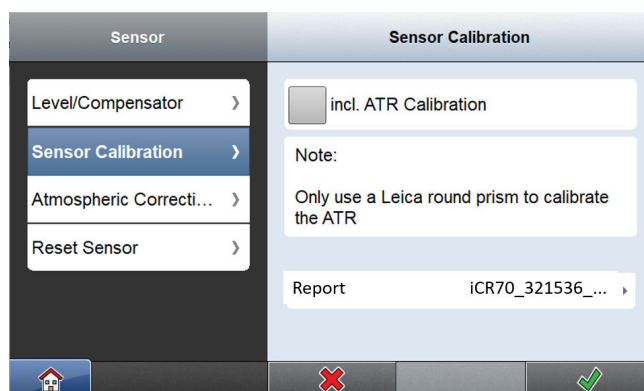 Sensor
Sensor Calibration
Level/Compensator
Sensor Calibration
Atmospheric Correcti...
Reset Sensor
incl. ATR Calibration
Note:
Only use a Leica round prism to calibrate
the ATR
Report iCR70_321536_...